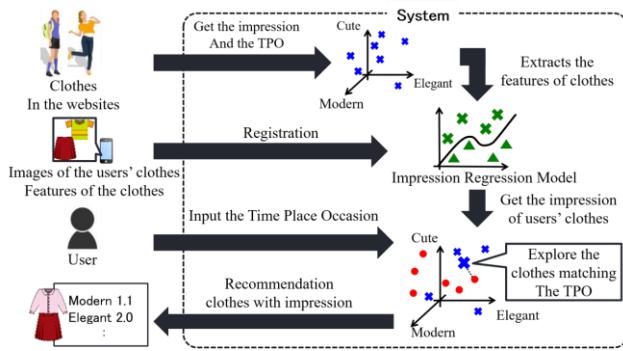 System
Get the impression
And the TPO
Cute
Elegant
Modern
Extracts the
features of clothes
Clothes
In the websites
Registration
Images of the users' clothes
Features of the clothes
Impression Regression Model
Get the impression
of users' clothes
User
Input the Time Place Occasion
Cute
Elegant
Modern
Explore the
clothes matching
The TPO
Recommendation
clothes with impression
Modern 1.1
Elegant 2.0
: